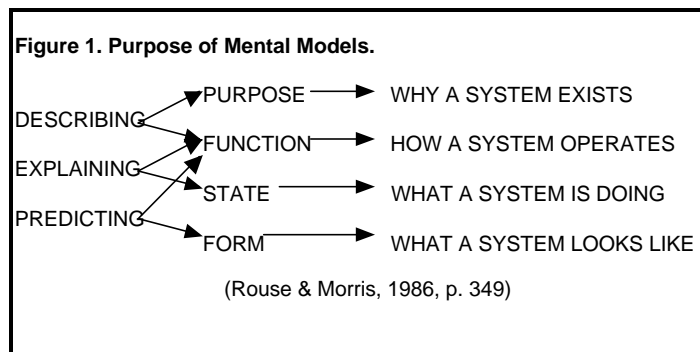 Figure 1. Purpose of Mental Models.
PURPOSE WHY A SYSTEM EXISTS
DESCRIBING
FUNCTION HOW A SYSTEM OPERATES
EXPLAINING
STATE WHAT A SYSTEM IS DOING
PREDICTING
FORM WHAT A SYSTEM LOOKS LIKE
(Rouse & Morris, 1986, p. 349)